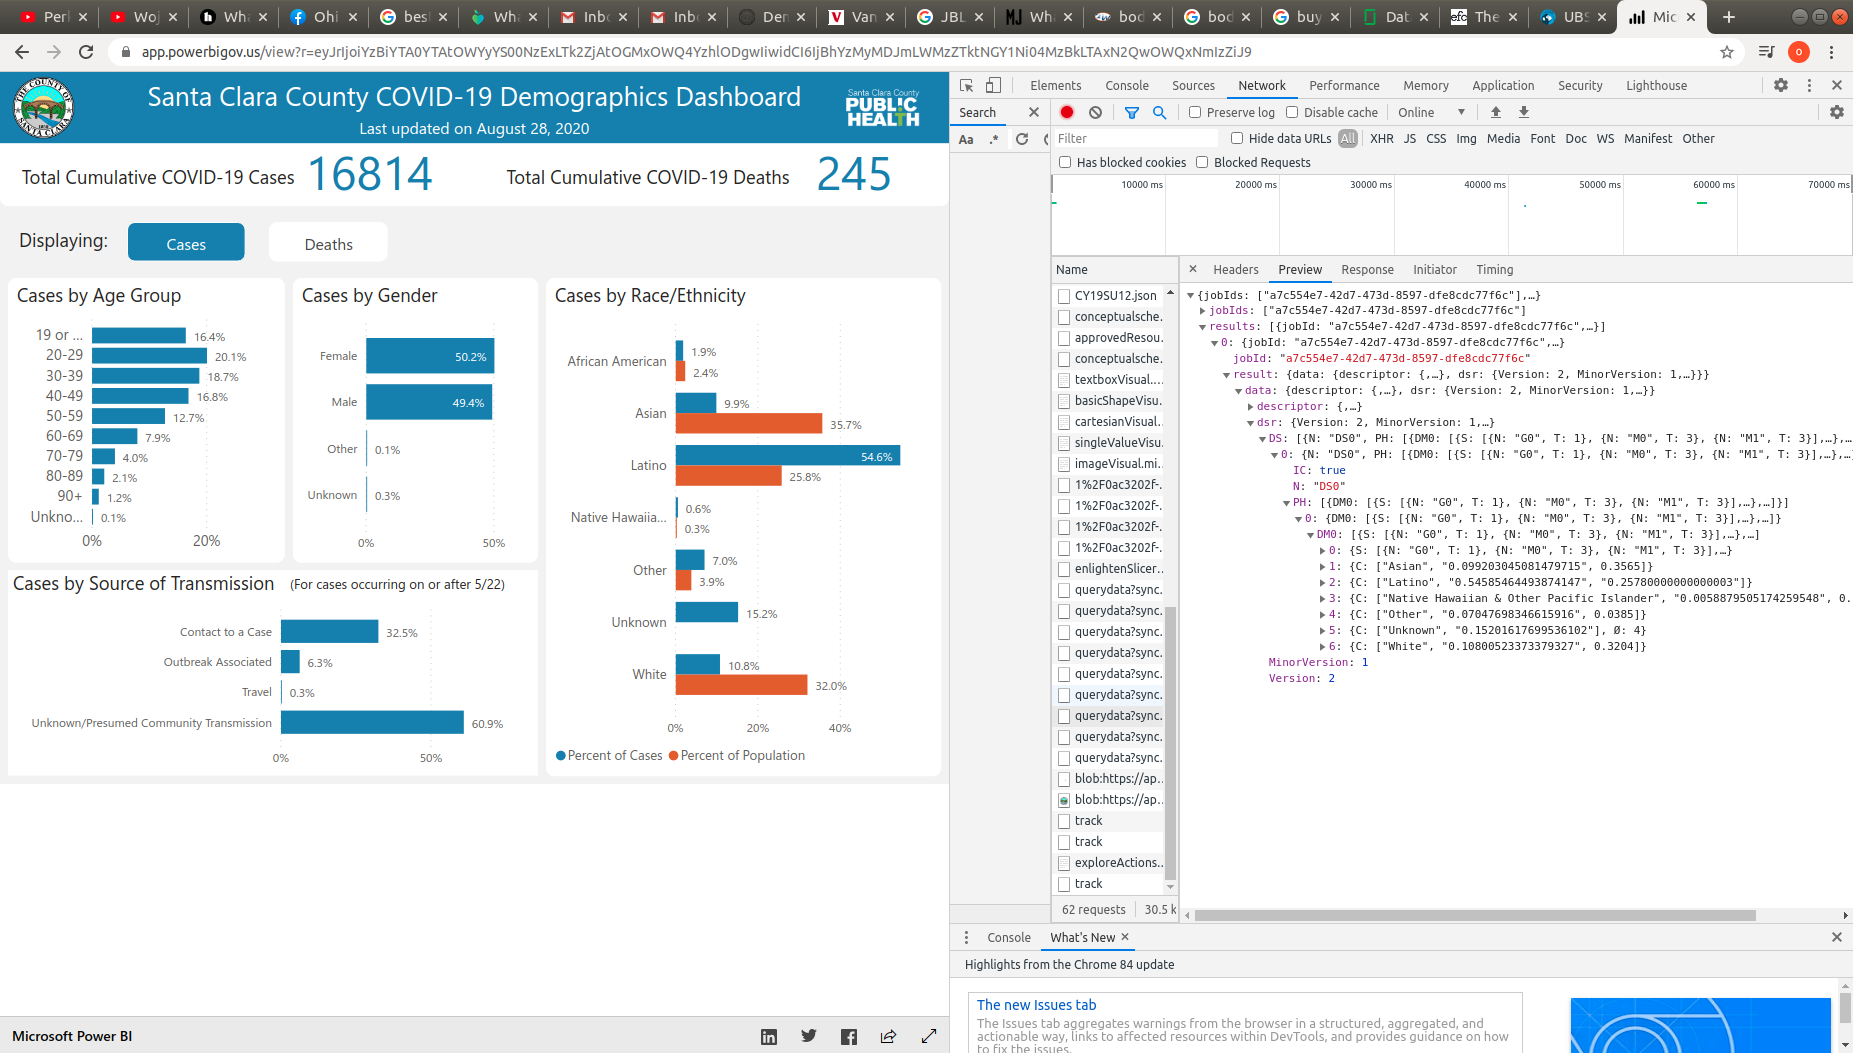 Perl
Woj
Wha
Ohi
best
Wha
Inbo
Inbo
Den
Van
JBL
Wha
bod
bod
buy
Data
The
UBS
Mic
app.powerbigov.us/view?r=eyJrIjoiYzBiYTA0YTAtOWYyYS00NzExLTk2ZjAtOGMxOWQ4YzhlODgwIiwidCI6IjBhYzMyMDJmLWMzZTktNGY1Ni04MzBkLTAxN2QwOWQxNmIzZiJ9
Santa Clara County COVID-19 Demographics Dashboard
Last updated on August 28, 2020
THE COUNTY OF SANTA CLARA
Santa Clara County
PUBLIC
HEALTH
Total Cumulative COVID-19 Cases 16814
Total Cumulative COVID-19 Deaths 245
Displaying: Cases Deaths
Cases by Age Group
19 or ... 16.4%
20-29 20.1%
30-39 18.7%
40-49 16.8%
50-59 12.7%
60-69 7.9%
70-79 4.0%
80-89 2.1%
90+ 1.2%
Unkno... 0.1%
0% 20%
Cases by Gender
Female 50.2%
Male 49.4%
Other 0.1%
Unknown 0.3%
0% 50%
Cases by Race/Ethnicity
African American 1.9%
2.4%
Asian 9.9%
35.7%
Latino 54.6%
25.8%
Native Hawaiia... 0.6%
0.3%
Other 7.0%
3.9%
Unknown 15.2%
White 10.8%
32.0%
0% 20% 40%
Percent of Cases Percent of Population
Cases by Source of Transmission (For cases occurring on or after 5/22)
Contact to a Case 32.5%
Outbreak Associated 6.3%
Travel 0.3%
Unknown/Presumed Community Transmission 60.9%
0% 50%
Microsoft Power BI
Elements Console Sources Network Performance Memory Application Security Lighthouse
Search
Aa .*
Preserve log Disable cache Online
Filter Hide data URLs All XHR JS CSS Img Media Font Doc WS Manifest Other
Has blocked cookies Blocked Requests
10000 ms 20000 ms 30000 ms 40000 ms 50000 ms 60000 ms 70000 ms
Name
CY19SU12.json
conceptualsche.
approvedResou.
conceptualsche.
textboxVisual....
basicShapeVisu.
cartesianVisual.
singleValueVisu.
imageVisual.mi.
1%2F0ac3202f-.
1%2F0ac3202f-.
1%2F0ac3202f-.
1%2F0ac3202f-.
enlightenSlicer..
querydata?sync.
querydata?sync.
querydata?sync.
querydata?sync.
querydata?sync.
querydata?sync.
querydata?sync.
querydata?sync.
querydata?sync.
blob:https://ap..
blob:https://ap..
track
track
exploreActions..
track
62 requests 30.5 k
Headers Preview Response Initiator Timing
{jobIds: ["a7c554e7-42d7-473d-8597-dfe8cdc77f6c"],…}
jobIds: ["a7c554e7-42d7-473d-8597-dfe8cdc77f6c"]
results: [{jobId: "a7c554e7-42d7-473d-8597-dfe8cdc77f6c",…}]
0: {jobId: "a7c554e7-42d7-473d-8597-dfe8cdc77f6c",…}
jobId: "a7c554e7-42d7-473d-8597-dfe8cdc77f6c"
result: {data: {descriptor: {,…}, dsr: {Version: 2, MinorVersion: 1,…}}}
data: {descriptor: {,…}, dsr: {Version: 2, MinorVersion: 1,…}}
descriptor: {,…}
dsr: {Version: 2, MinorVersion: 1,…}
DS: [{N: "DS0", PH: [{DM0: [{S: [{N: "G0", T: 1}, {N: "M0", T: 3}, {N: "M1", T: 3}],…},…},…
0: {N: "DS0", PH: [{DM0: [{S: [{N: "G0", T: 1}, {N: "M0", T: 3}, {N: "M1", T: 3}],…},…},…
IC: true
N: "DS0"
PH: [{DM0: [{S: [{N: "G0", T: 1}, {N: "M0", T: 3}, {N: "M1", T: 3}],…},…]}]
0: {DM0: [{S: [{N: "G0", T: 1}, {N: "M0", T: 3}, {N: "M1", T: 3}],…},…]}
DM0: [{S: [{N: "G0", T: 1}, {N: "M0", T: 3}, {N: "M1", T: 3}],…},…]
0: {S: [{N: "G0", T: 1}, {N: "M0", T: 3}, {N: "M1", T: 3}],…}
1: {C: ["Asian", "0.099203045081479715", 0.3565]}
2: {C: ["Latino", "0.54585464493874147", "0.25780000000000003"]}
3: {C: ["Native Hawaiian & Other Pacific Islander", "0.0058879505174259548", 0.
4: {C: ["Other", "0.07047698346615916", 0.0385]}
5: {C: ["Unknown", "0.15201617699536102"], Ø: 4}
6: {C: ["White", "0.10800523373379327", 0.3204]}
MinorVersion: 1
Version: 2
Console What's New
Highlights from the Chrome 84 update
The new Issues tab
The Issues tab aggregates warnings from the browser in a structured, aggregated, and
actionable way, links to affected resources within DevTools, and provides guidance on how
to fix the issues.